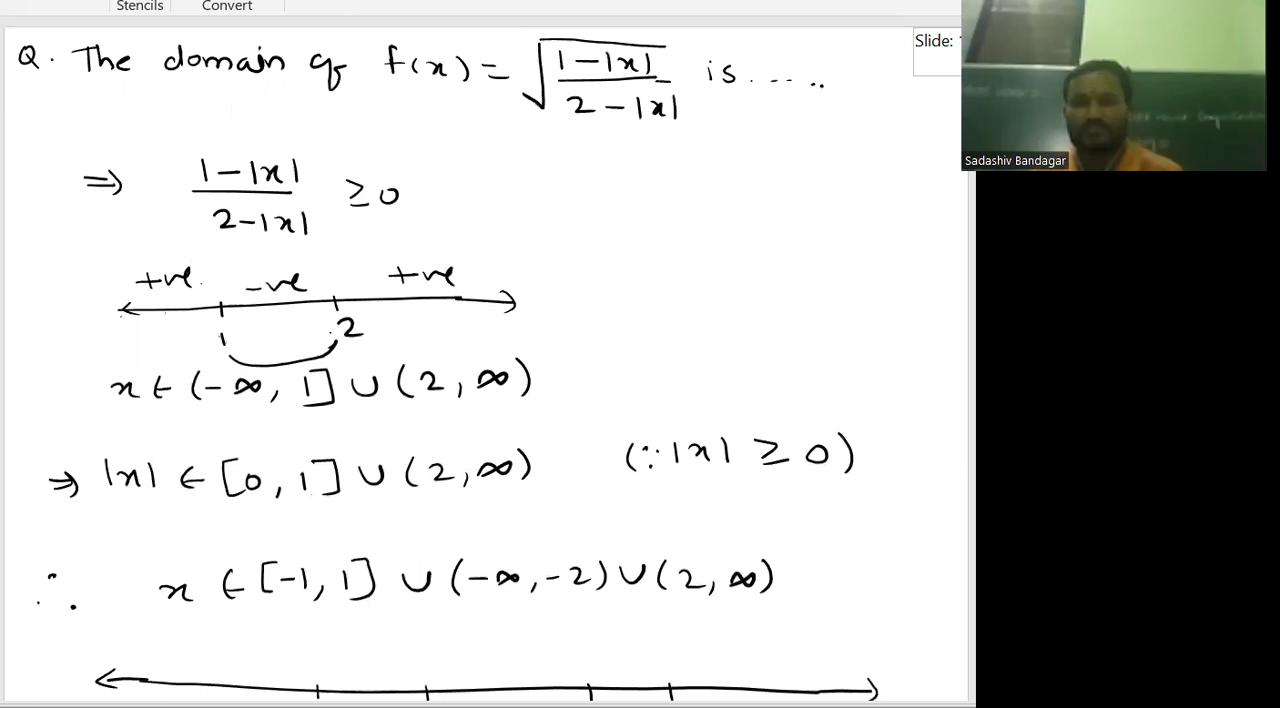 Stencils Convert
Slide:
Q. The domain of f(x) = √(1-|x|/2-|x|) is .....
⇒ 1-|x|/2-|x| ≥ 0
+ve. -ve +ve
1 2
x ∈ (-∞, 1] ∪ (2, ∞)
⇒ |x| ∈ [0, 1] ∪ (2, ∞) (∵ |x| ≥ 0)
∴ x ∈ [-1, 1] ∪ (-∞, -2) ∪ (2, ∞)
Sadashiv Bandagar